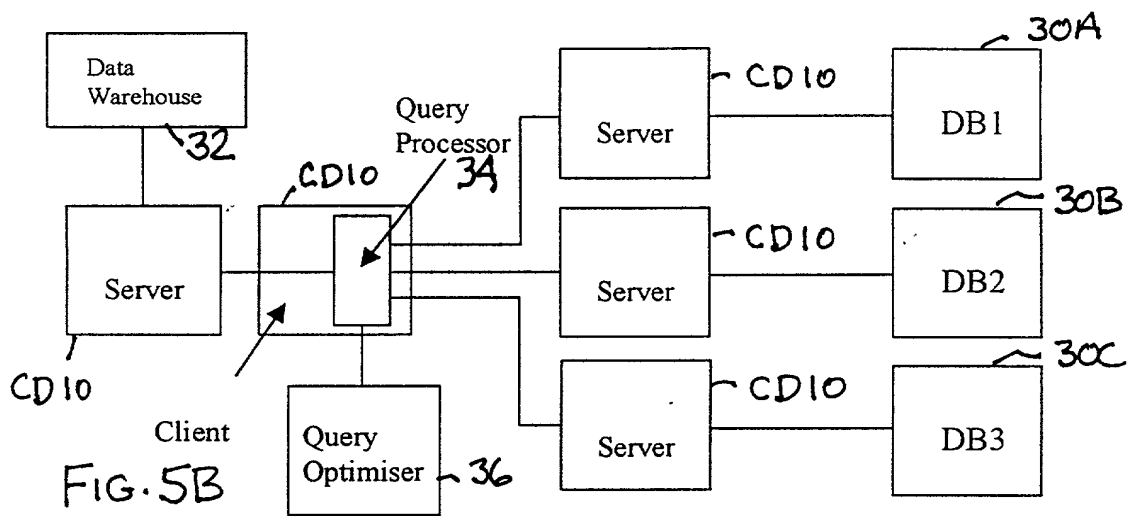 30A
Data
Warehouse
32
Query
Processor
34
CD10
Server
CD10
DB1
30B
CD10
Server
CD10
Server
CD10
DB2
30C
Client
Query
Optimiser
36
Server
CD10
DB3
FIG. 5B